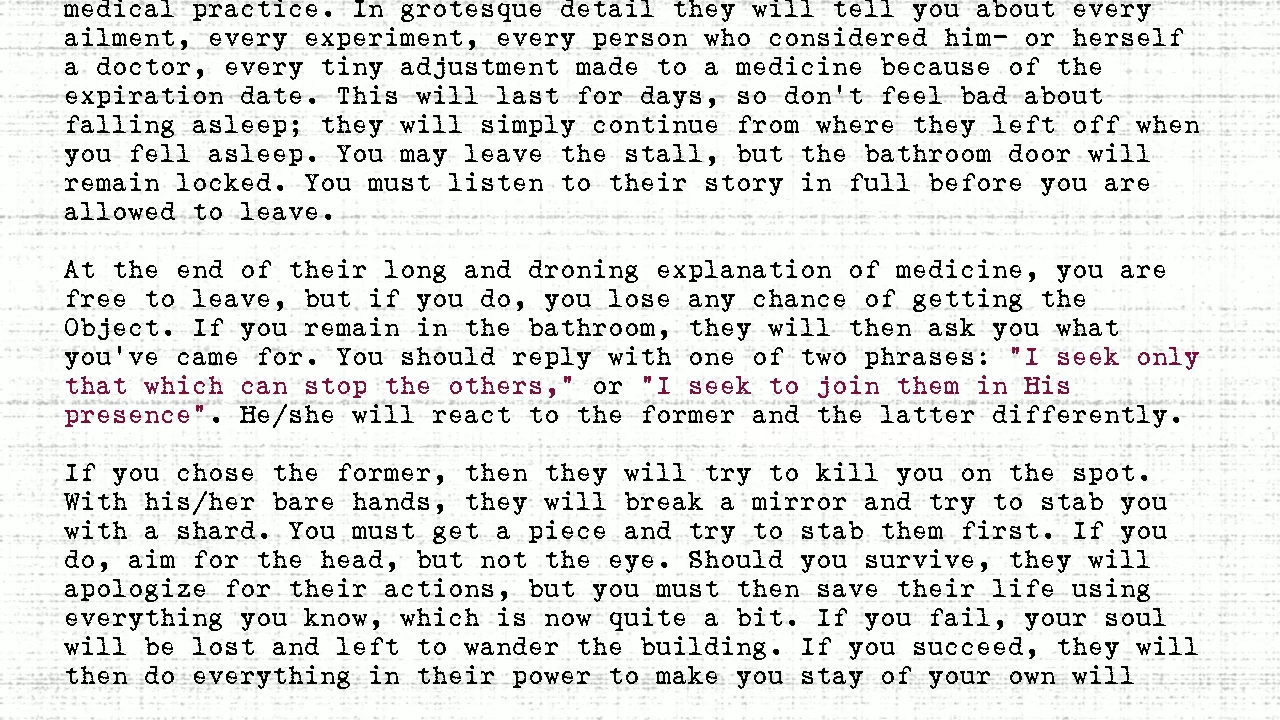 medical practice. In grotesque detail they will tell you about every
ailment, every experiment, every person who considered him- or herself
a doctor, every tiny adjustment made to a medicine because of the
expiration date. This will last for days, so don't feel bad about
falling asleep; they will simply continue from where they left off when
you fell asleep. You may leave the stall, but the bathroom door will
remain locked. You must listen to their story in full before you are
allowed to leave.
At the end of their long and droning explanation of medicine, you are
free to leave, but if you do, you lose any chance of getting the
Object. If you remain in the bathroom, they will then ask you what
you've came for. You should reply with one of two phrases: "I seek only
that which can stop the others," or "I seek to join them in His
presence". He/she will react to the former and the latter differently.
If you chose the former, then they will try to kill you on the spot.
With his/her bare hands, they will break a mirror and try to stab you
with a shard. You must get a piece and try to stab them first. If you
do, aim for the head, but not the eye. Should you survive, they will
apologize for their actions, but you must then save their life using
everything you know, which is now quite a bit. If you fail, your soul
will be lost and left to wander the building. If you succeed, they will
then do everything in their power to make you stay of your own will